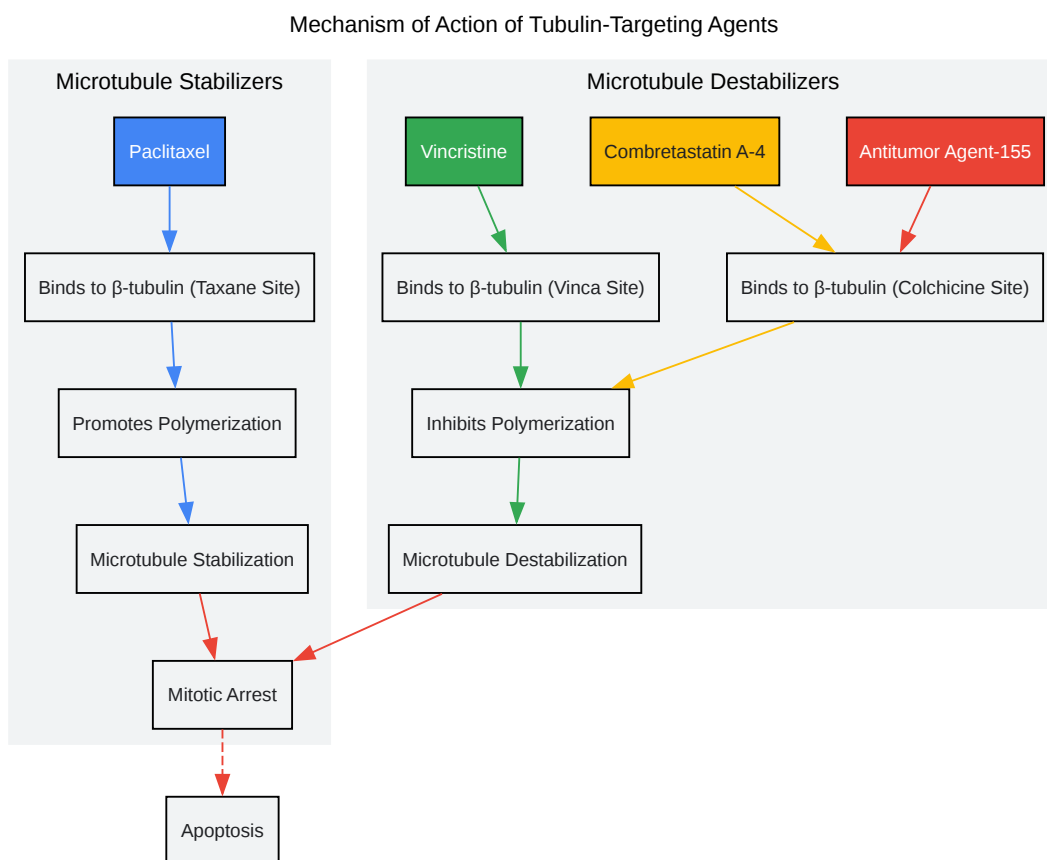 Mechanism of Action of Tubulin-Targeting Agents
Microtubule Stabilizers
Microtubule Destabilizers
Paclitaxel
Vincristine
Combretastatin A-4
Antitumor Agent-155
Binds to β-tubulin (Taxane Site)
Binds to β-tubulin (Vinca Site)
Binds to β-tubulin (Colchicine Site)
Promotes Polymerization
Inhibits Polymerization
Microtubule Stabilization
Microtubule Destabilization
Mitotic Arrest
Apoptosis